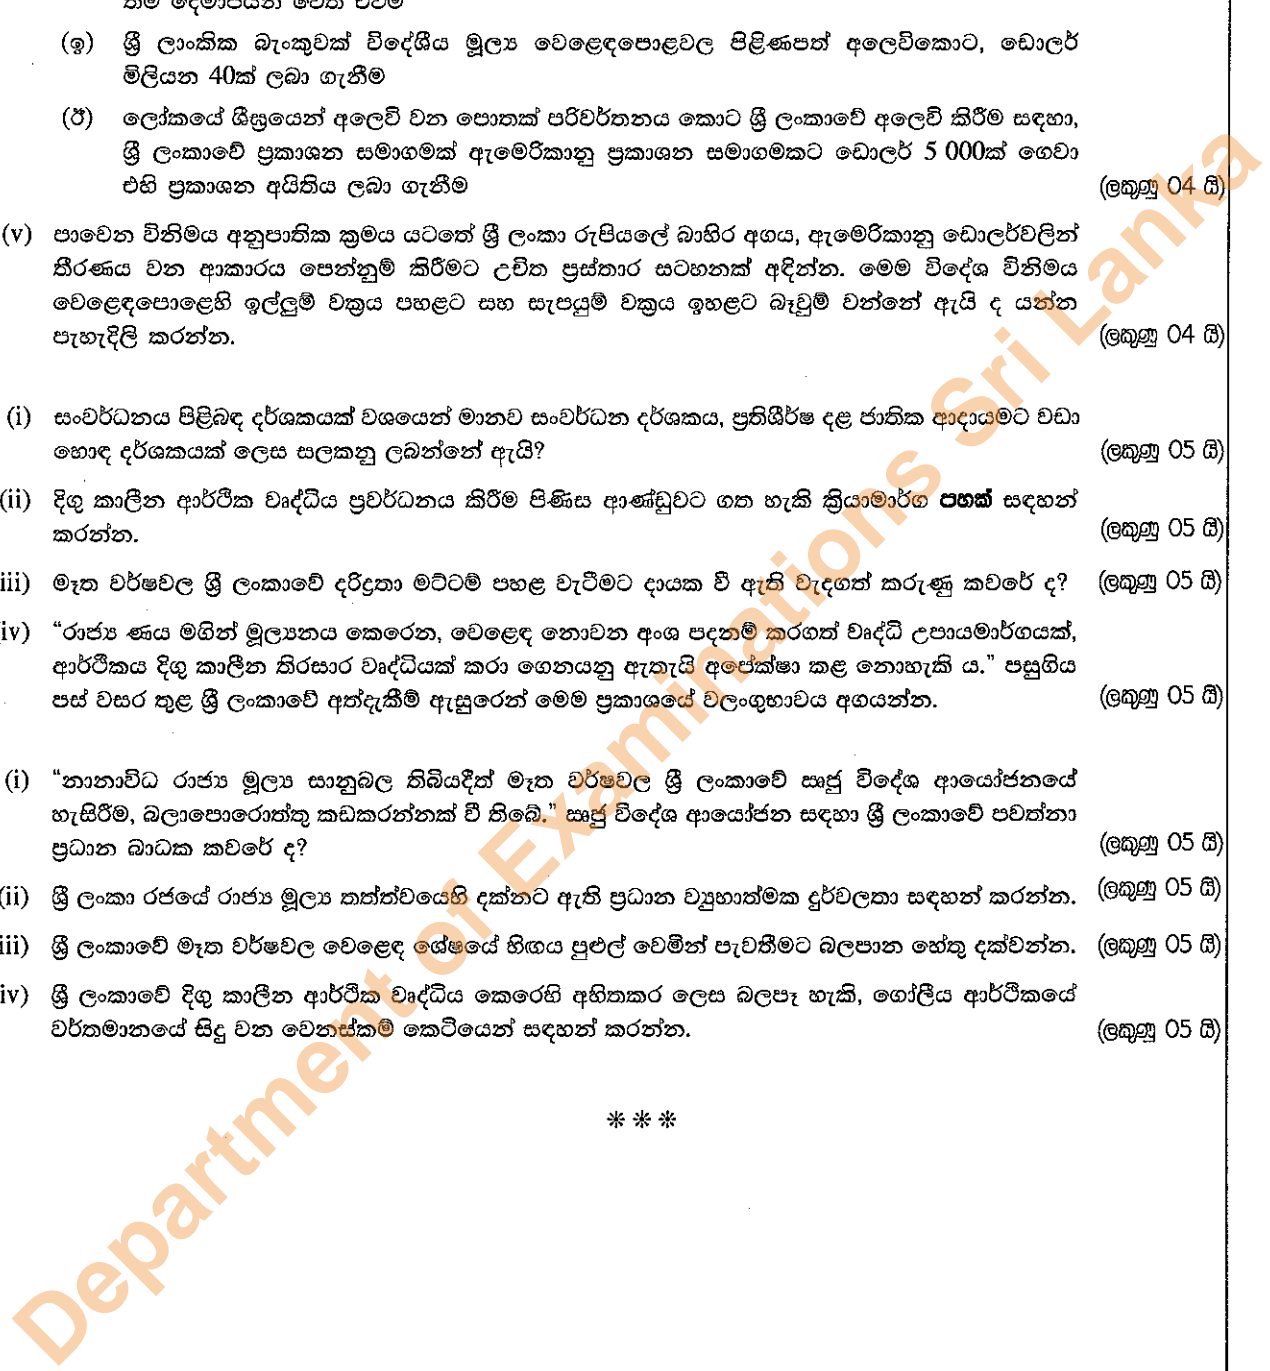 (ඉ) ශ්‍රී ලාංකික බැංකුවක් විදේශීය මූල්‍ය වෙළෙඳපොළවල පිළිණපත් අලෙවිකොට, ඩොලර්
මිලියන 40ක් ලබා ගැනීම
(ඊ) ලෝකයේ ශීඝ්‍රයෙන් අලෙවි වන පොතක් පරිවර්තනය කොට ශ්‍රී ලංකාවේ අලෙවි කිරීම සඳහා,
ශ්‍රී ලංකාවේ ප්‍රකාශන සමාගමක් ඇමෙරිකානු ප්‍රකාශන සමාගමකට ඩොලර් 5 000ක් ගෙවා
එහි ප්‍රකාශන අයිතිය ලබා ගැනීම (ලකුණු 04 යි)
(v) පාවෙන විනිමය අනුපාතික ක්‍රමය යටතේ ශ්‍රී ලංකා රුපියලේ බාහිර අගය, ඇමෙරිකානු ඩොලර්වලින්
තීරණය වන ආකාරය පෙන්නුම් කිරීමට උචිත ප්‍රස්තාර සටහනක් අඳින්න. මෙම විදේශ විනිමය
වෙළෙඳපොළෙහි ඉල්ලුම් වක්‍රය පහළට සහ සැපයුම් වක්‍රය ඉහළට බෑවුම් වන්නේ ඇයි ද යන්න
පැහැදිලි කරන්න. (ලකුණු 04 යි)
(i) සංවර්ධනය පිළිබඳ දර්ශකයක් වශයෙන් මානව සංවර්ධන දර්ශකය, ප්‍රතිශීර්ෂ දළ ජාතික ආදායමට වඩා
හොඳ දර්ශකයක් ලෙස සලකනු ලබන්නේ ඇයි? (ලකුණු 05 යි)
(ii) දිගු කාලීන ආර්ථික වෘද්ධිය ප්‍රවර්ධනය කිරීම පිණිස ආණ්ඩුවට ගත හැකි ක්‍රියාමාර්ග පහක් සඳහන්
කරන්න. (ලකුණු 05 යි)
iii) මෑත වර්ෂවල ශ්‍රී ලංකාවේ දරිද්‍රතා මට්ටම් පහළ වැටීමට දායක වී ඇති වැදගත් කරුණු කවරේ ද? (ලකුණු 05 යි)
iv) “රාජ්‍ය ණය මගින් මූල්‍යනය කෙරෙන, වෙළෙඳ නොවන අංශ පදනම් කරගත් වෘද්ධි උපායමාර්ගයක්,
ආර්ථිකය දිගු කාලීන තිරසාර වෘද්ධියක් කරා ගෙනයනු ඇතැයි අපේක්ෂා කළ නොහැකි ය.” පසුගිය
පස් වසර තුළ ශ්‍රී ලංකාවේ අත්දැකීම් ඇසුරෙන් මෙම ප්‍රකාශයේ වලංගුභාවය අගයන්න. (ලකුණු 05 යි)
(i) “නානාවිධ රාජ්‍ය මූල්‍ය සානුබල තිබියදීත් මෑත වර්ෂවල ශ්‍රී ලංකාවේ සෘජු විදේශ ආයෝජනයේ
හැසිරීම, බලාපොරොත්තු කඩකරන්නක් වී තිබේ.” සෘජු විදේශ ආයෝජන සඳහා ශ්‍රී ලංකාවේ පවත්නා
ප්‍රධාන බාධක කවරේ ද? (ලකුණු 05 යි)
(ii) ශ්‍රී ලංකා රජයේ රාජ්‍ය මූල්‍ය තත්ත්වයෙහි දක්නට ඇති ප්‍රධාන ව්‍යුහාත්මක දුර්වලතා සඳහන් කරන්න. (ලකුණු 05 යි)
iii) ශ්‍රී ලංකාවේ මෑත වර්ෂවල වෙළෙඳ ශේෂයේ හිඟය පුළුල් වෙමින් පැවතීමට බලපාන හේතු දක්වන්න. (ලකුණු 05 යි)
iv) ශ්‍රී ලංකාවේ දිගු කාලීන ආර්ථික වෘද්ධිය කෙරෙහි අහිතකර ලෙස බලපෑ හැකි, ගෝලීය ආර්ථිකයේ
වර්තමානයේ සිදු වන වෙනස්කම් කෙටියෙන් සඳහන් කරන්න. (ලකුණු 05 යි)
***
Department of Examinations Sri Lanka